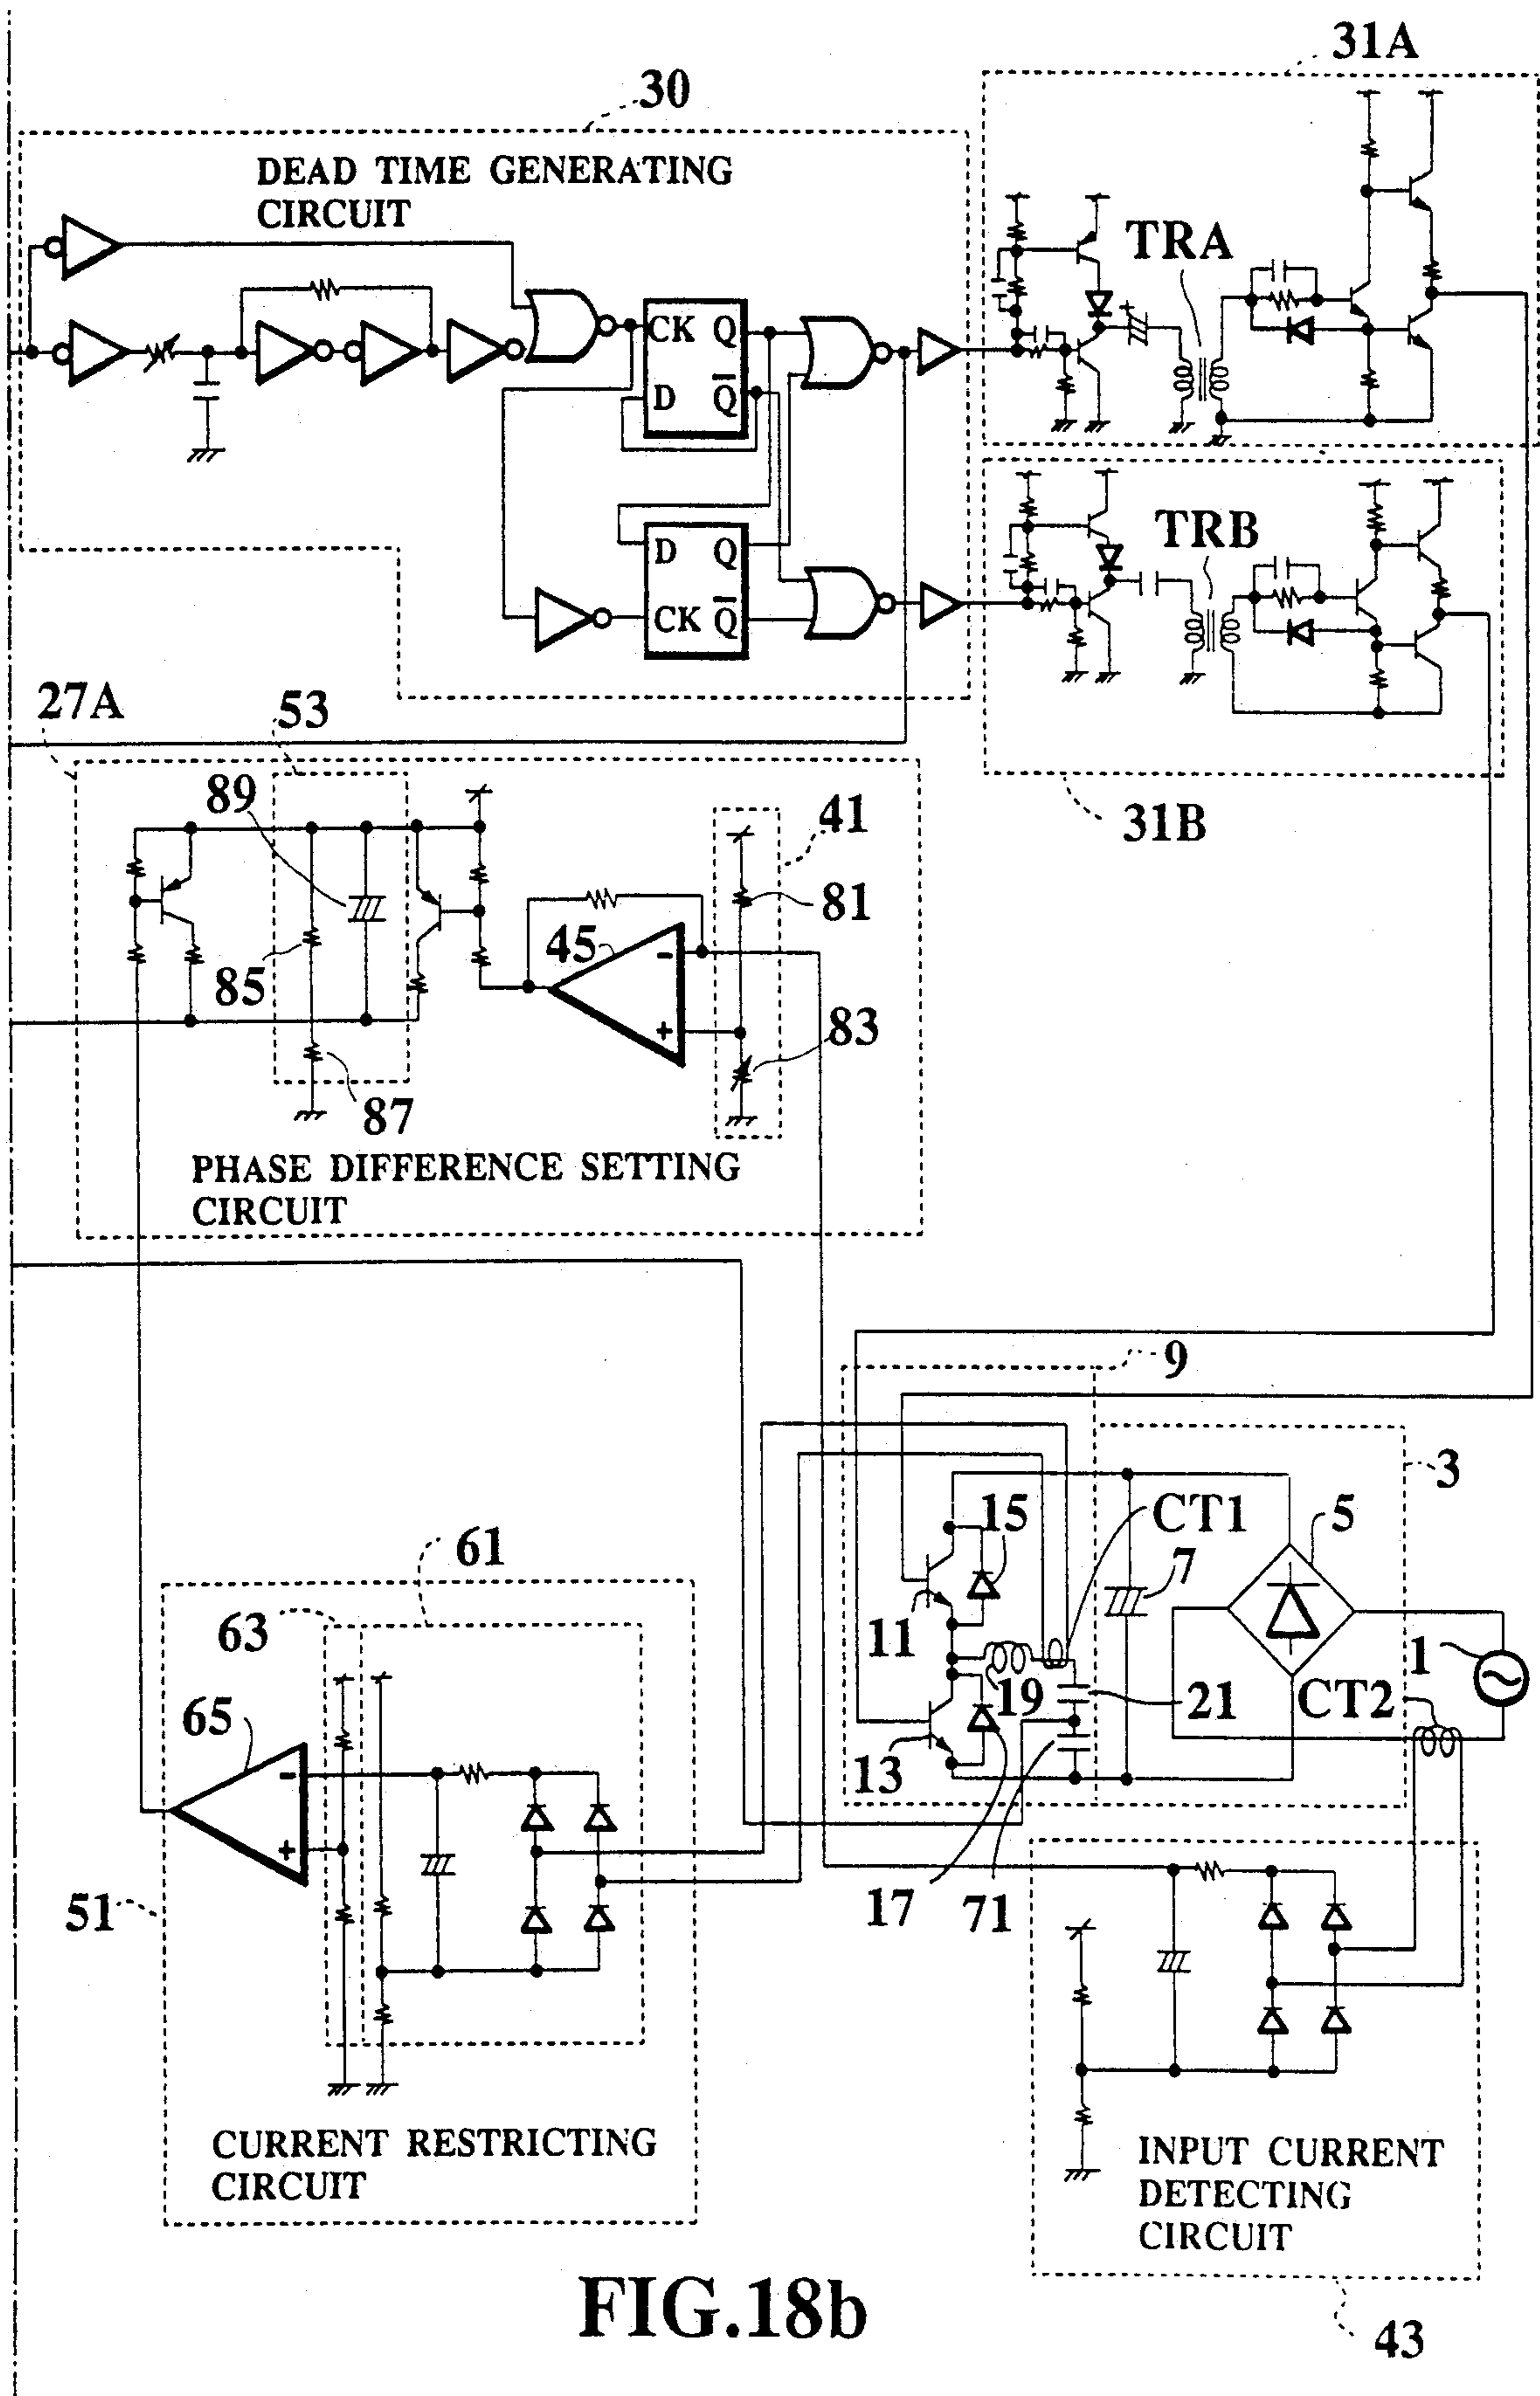 31A
30
DEAD TIME GENERATING
CIRCUIT
TRA
CK Q
D Q
D Q
CK Q
TRB
27A
53
89
41
81
31B
45
-
85
+
83
87
PHASE DIFFERENCE SETTING
CIRCUIT
9
3
15
CT1
5
7
61
63
11
1
65
19
21
CT2
-
13
+
51
17
71
CURRENT RESTRICTING
CIRCUIT
INPUT CURRENT
DETECTING
CIRCUIT
FIG.18b
43